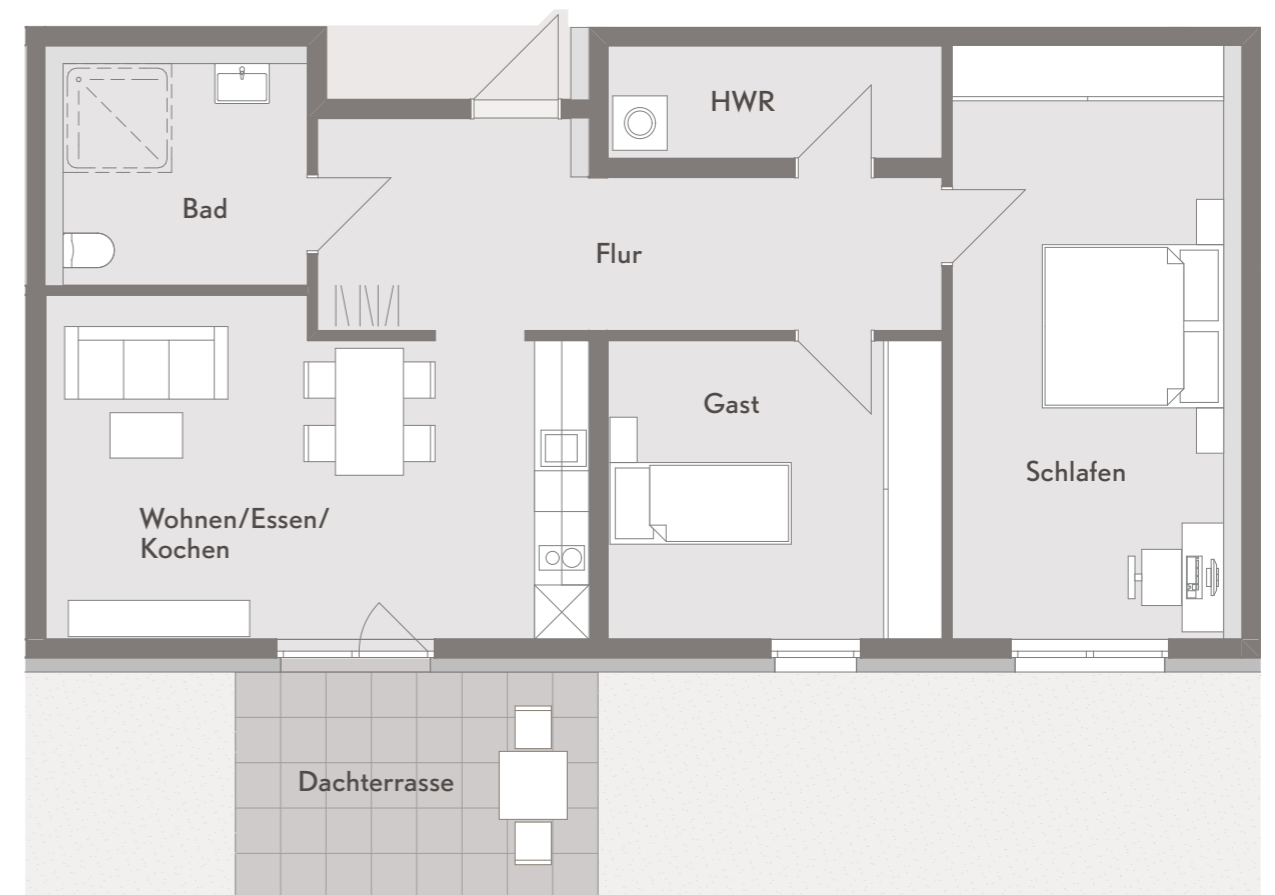 HWR
Bad
Flur
Gast
Schlafen
Wohnen/Essen/
Kochen
Dachterrasse